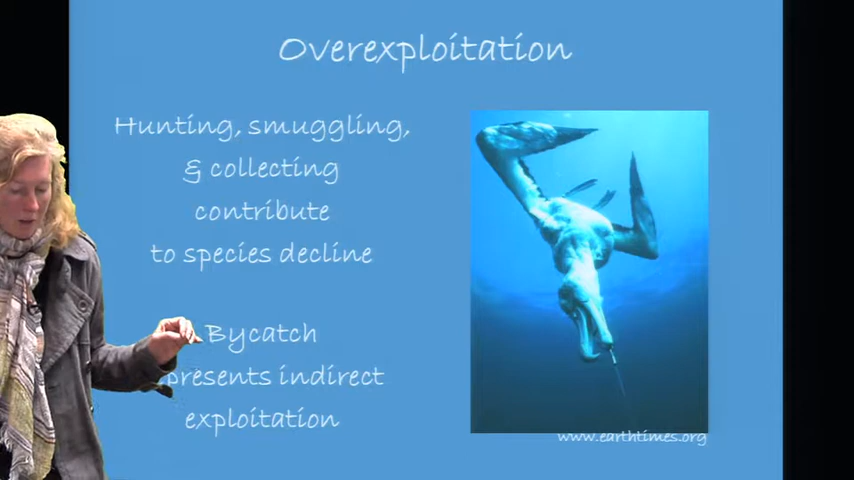 Overexploitation
Hunting, smuggling,
& collecting
contribute
to species decline
Bycatch
presents indirect
exploitation
www.earthtimes.org